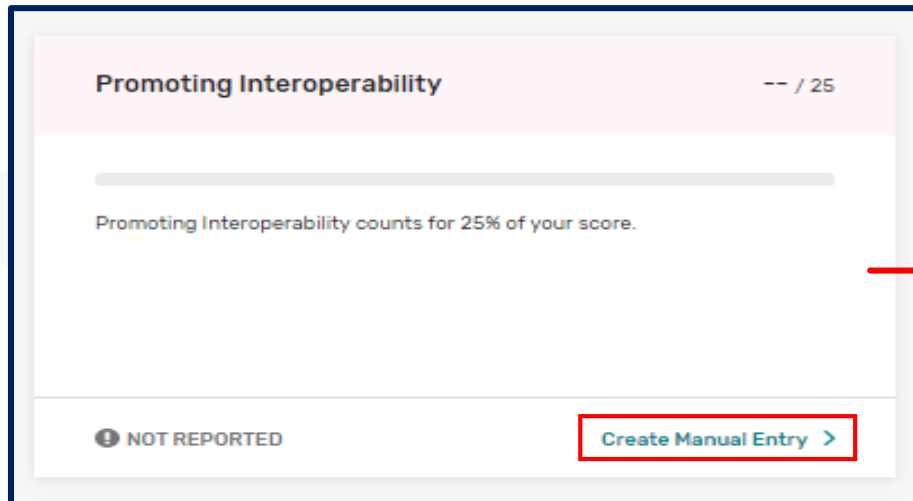 Promoting Interoperability
-- / 25
Promoting Interoperability counts for 25% of your score.
NOT REPORTED
Create Manual Entry >